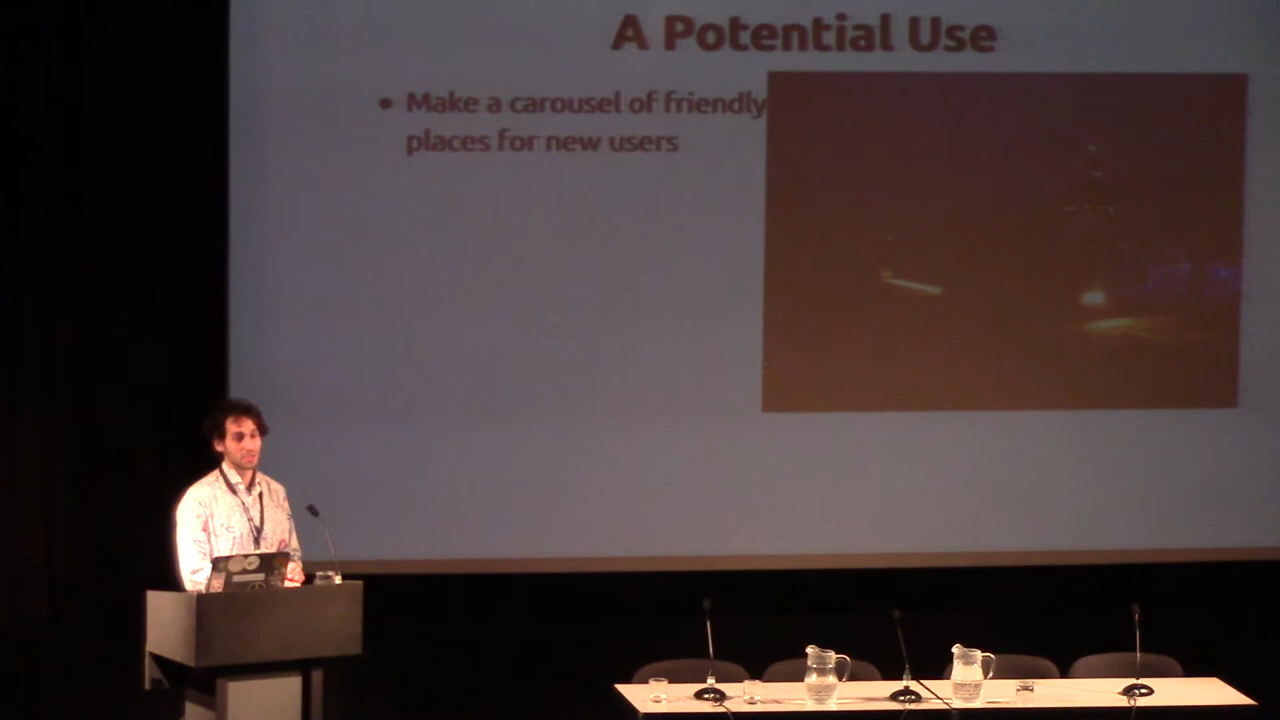 A Potential Use
• Make a carousel of friendly
places for new users